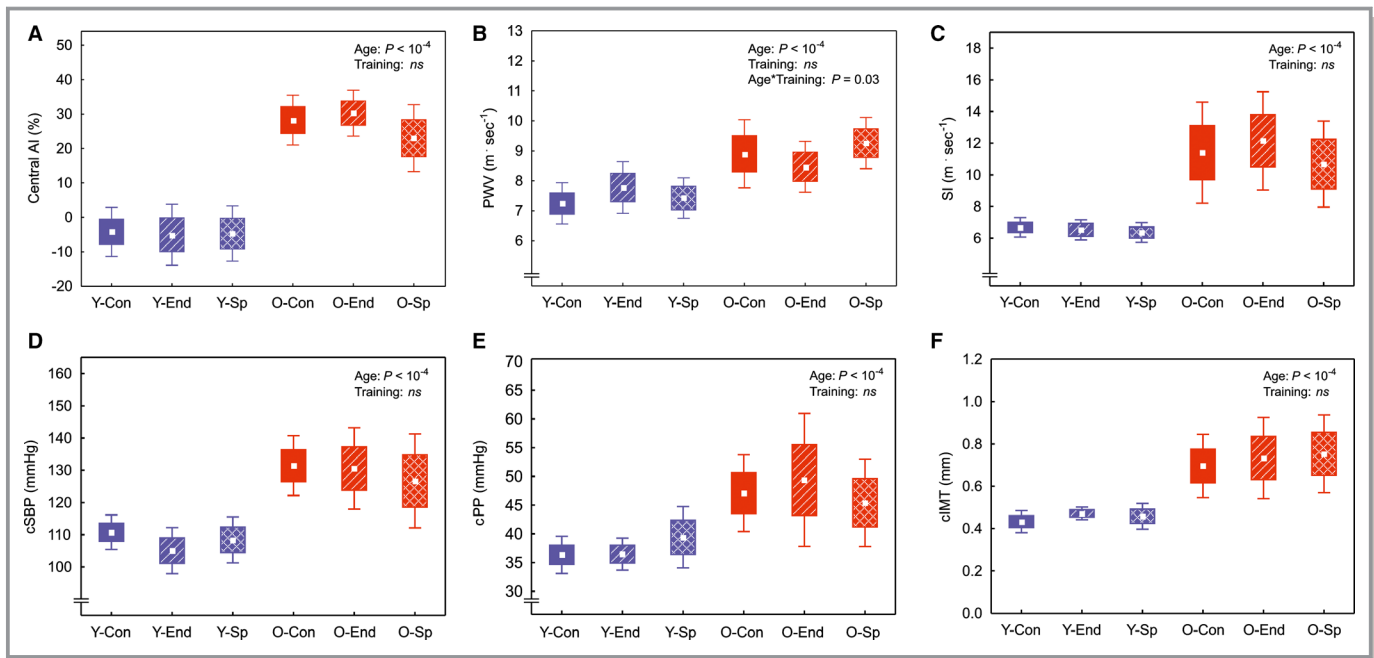 A
Central AI (%)
50
40
30
20
10
0
-10
-20
Age: P < 10⁻⁴
Training: ns
Y-Con Y-End Y-Sp O-Con O-End O-Sp
B
PWV (m · sec⁻¹)
13
12
11
10
9
8
7
6
Age: P < 10⁻⁴
Training: ns
Age*Training: P = 0.03
Y-Con Y-End Y-Sp O-Con O-End O-Sp
C
SI (m · sec⁻¹)
18
16
14
12
10
8
6
Age: P < 10⁻⁴
Training: ns
Y-Con Y-End Y-Sp O-Con O-End O-Sp
D
cSBP (mmHg)
160
150
140
130
120
110
100
Age: P < 10⁻⁴
Training: ns
Y-Con Y-End Y-Sp O-Con O-End O-Sp
E
cPP (mmHg)
70
65
60
55
50
45
40
35
30
Age: P < 10⁻⁴
Training: ns
Y-Con Y-End Y-Sp O-Con O-End O-Sp
F
cIMT (mm)
1.2
1.0
0.8
0.6
0.4
0.2
0.0
Age: P < 10⁻⁴
Training: ns
Y-Con Y-End Y-Sp O-Con O-End O-Sp